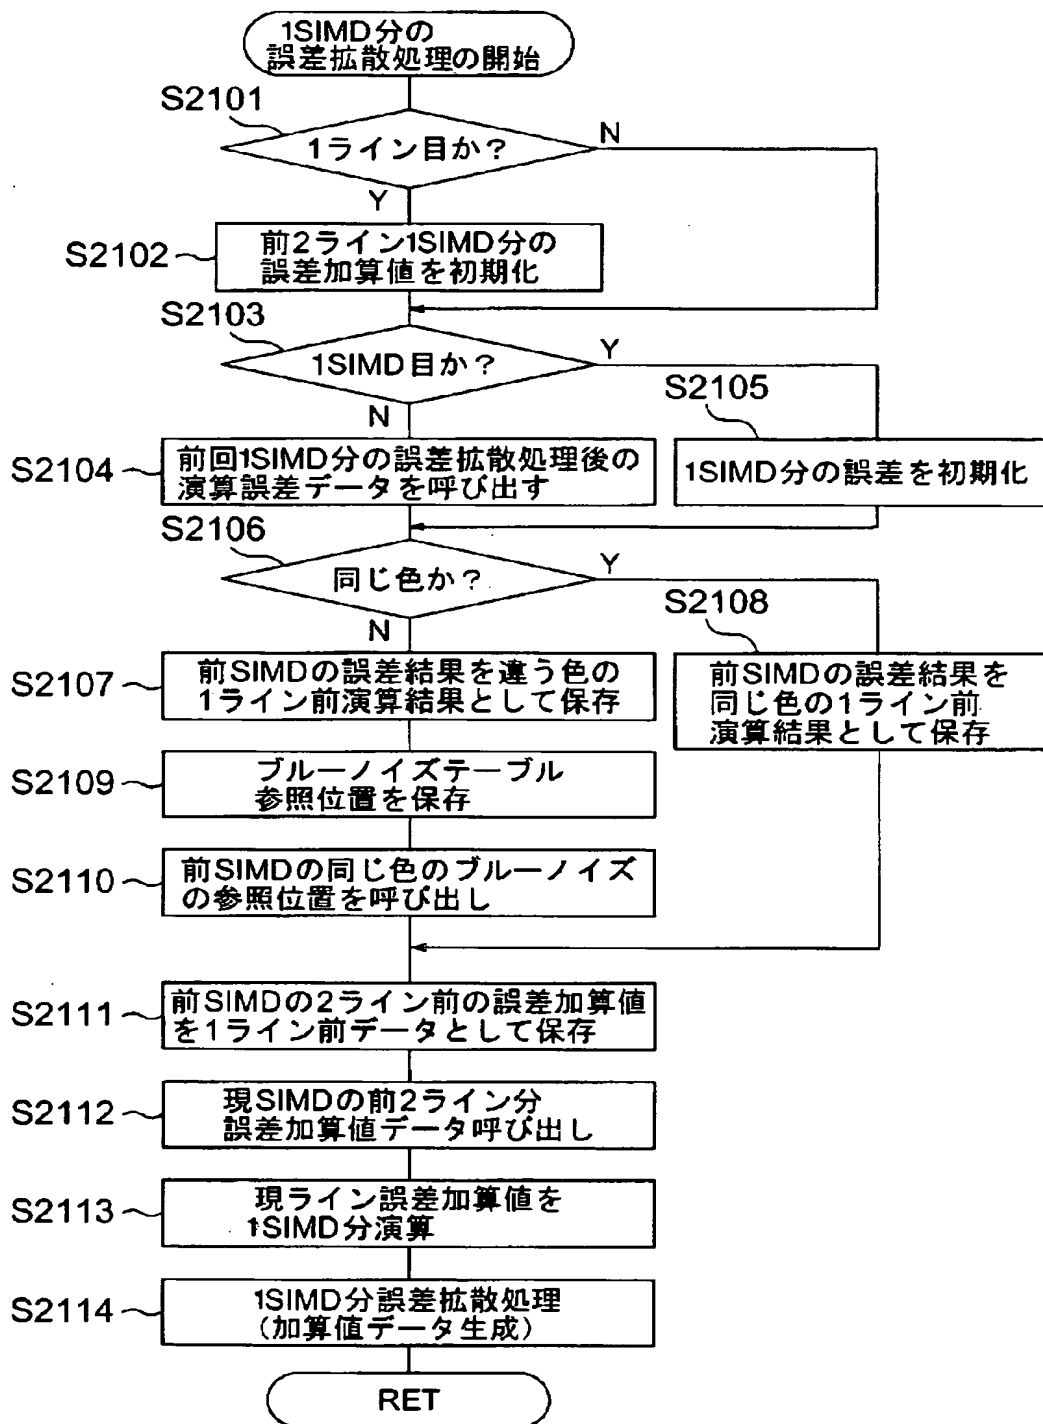 1SIMD分の
誤差拡散処理の開始
S2101
1ライン目か?
N
Y
S2102
前2ライン1SIMD分の
誤差加算値を初期化
S2103
1SIMD目か?
Y
N
S2105
S2104
前回1SIMD分の誤差拡散処理後の
演算誤差データを呼び出す
1SIMD分の誤差を初期化
S2106
同じ色か?
Y
N
S2108
S2107
前SIMDの誤差結果を違う色の
1ライン前演算結果として保存
前SIMDの誤差結果を
同じ色の1ライン前
演算結果として保存
S2109
ブルーノイズテーブル
参照位置を保存
S2110
前SIMDの同じ色のブルーノイズ
の参照位置を呼び出し
S2111
前SIMDの2ライン前の誤差加算値
を1ライン前データとして保存
S2112
現SIMDの前2ライン分
誤差加算値データ呼び出し
S2113
現ライン誤差加算値を
1SIMD分演算
S2114
1SIMD分誤差拡散処理
(加算値データ生成)
RET